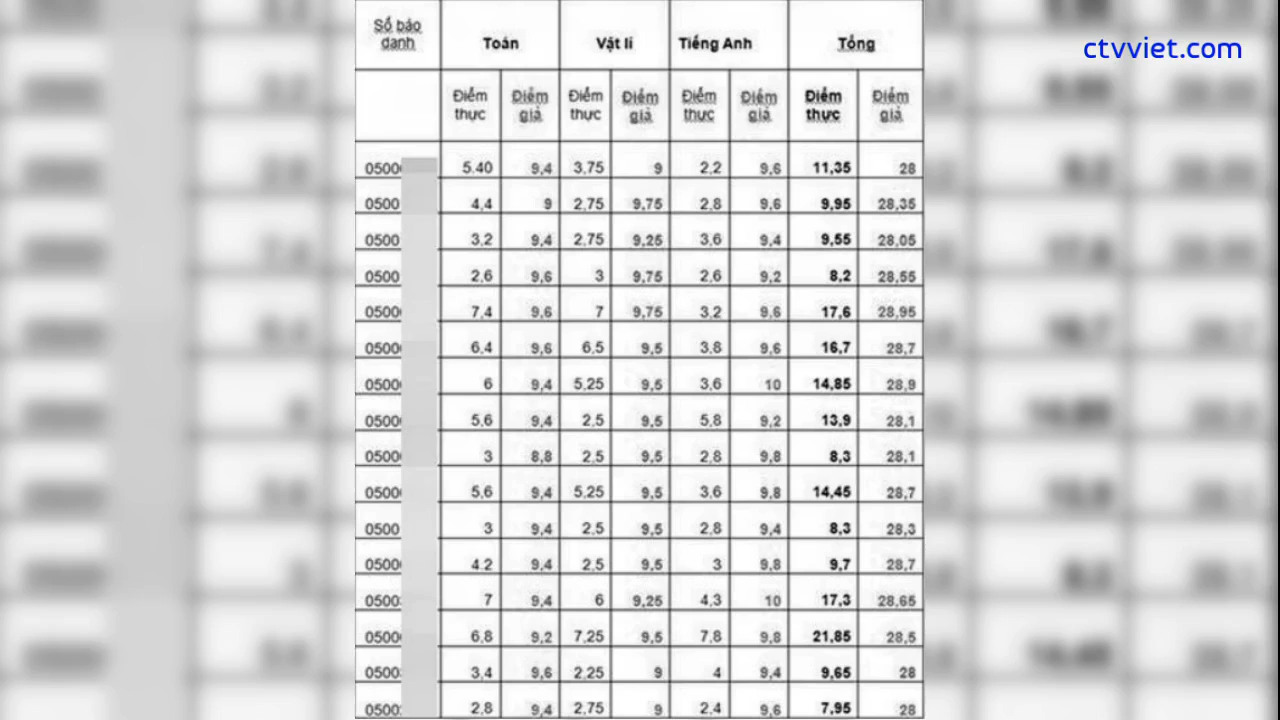 ctvviet.com
Số báo danh Toán Vật lí Tiếng Anh Tổng
Điểm thực Điểm giả Điểm thực Điểm giả Điểm thực Điểm giả Điểm thực Điểm giả
0500 5.40 9,4 3,75 9 2,2 9,6 11,35 28
0500 4,4 9 2,75 9,75 2,8 9,6 9,95 28,35
0500 3,2 9,4 2,75 9,25 3,6 9,4 9,55 28,05
0500 2,6 9,6 3 9,75 2,6 9,2 8,2 28,55
0500 7,4 9,6 7 9,75 3,2 9,6 17,6 28,95
0500 6,4 9,6 6,5 9,5 3,8 9,6 16,7 28,7
0500 6 9,4 5,25 9,5 3,6 10 14,85 28,9
0500 5,6 9,4 2,5 9,5 5,8 9,2 13,9 28,1
0500 3 8,8 2,5 9,5 2,8 9,8 8,3 28,1
0500 5,6 9,4 5,25 9,5 3,6 9,8 14,45 28,7
0500 3 9,4 2,5 9,5 2,8 9,4 8,3 28,3
0500 4,2 9,4 2,5 9,5 3 9,8 9,7 28,7
0500 7 9,4 6 9,25 4,3 10 17,3 28,65
0500 6,8 9,2 7,25 9,5 7,8 9,8 21,85 28,5
0500 3,4 9,6 2,25 9 4 9,4 9,65 28
0500 2,8 9,4 2,75 9 2,4 9,6 7,95 28